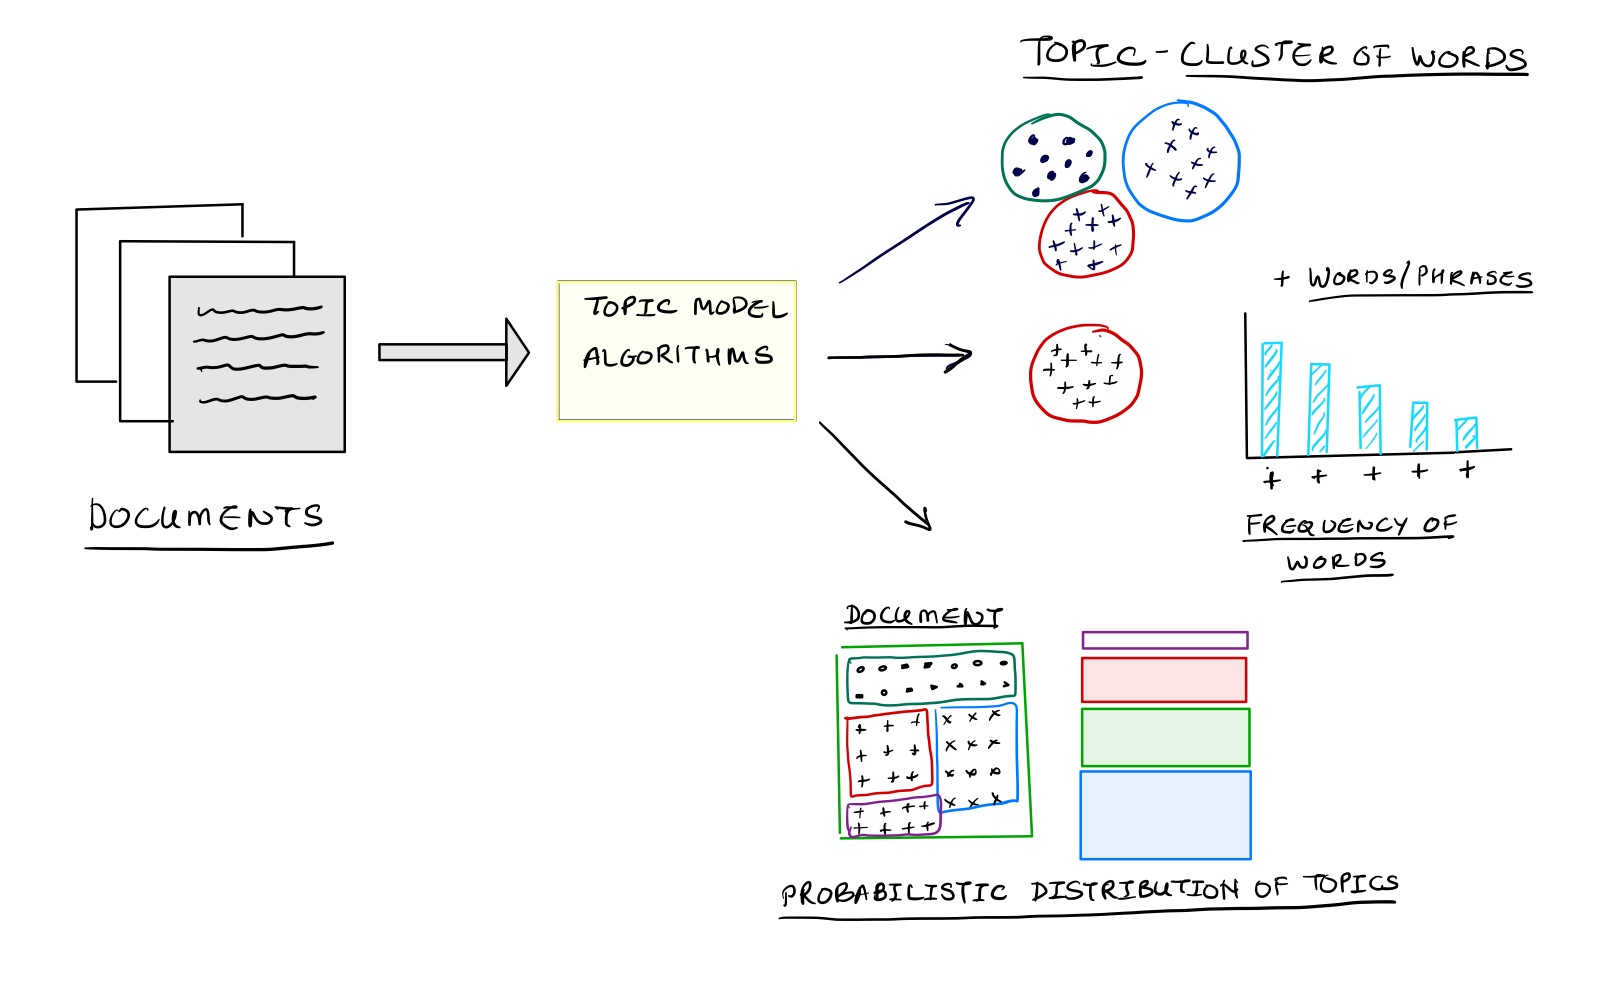 TOPIC - CLUSTER OF WORDS
+ WORDS/PHRASES
TOPIC MODEL
ALGORITHMS
DOCUMENTS
FREQUENCY OF
WORDS
DOCUMENT
PROBABILISTIC DISTRIBUTION OF TOPICS